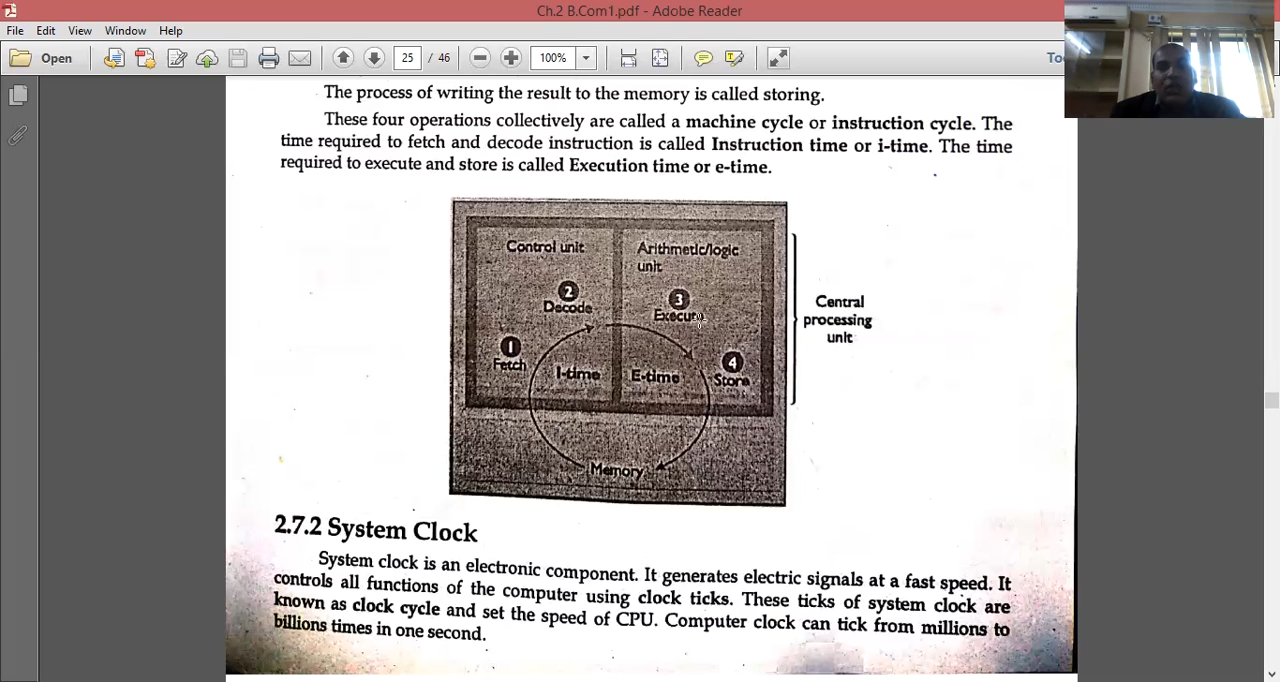 Ch.2 B.Com1.pdf - Adobe Reader
File Edit View Window Help
Open 25 / 46 100%
The process of writing the result to the memory is called storing.
These four operations collectively are called a machine cycle or instruction cycle. The
time required to fetch and decode instruction is called Instruction time or i-time. The time
required to execute and store is called Execution time or e-time.
Control unit
Arithmetic/logic
unit
2
Decode
3
Execute
1
Fetch
I-time
E-time
4
Store
Memory
Central
processing
unit
2.7.2 System Clock
System clock is an electronic component. It generates electric signals at a fast speed. It
controls all functions of the computer using clock ticks. These ticks of system clock are
known as clock cycle and set the speed of CPU. Computer clock can tick from millions to
billions times in one second.